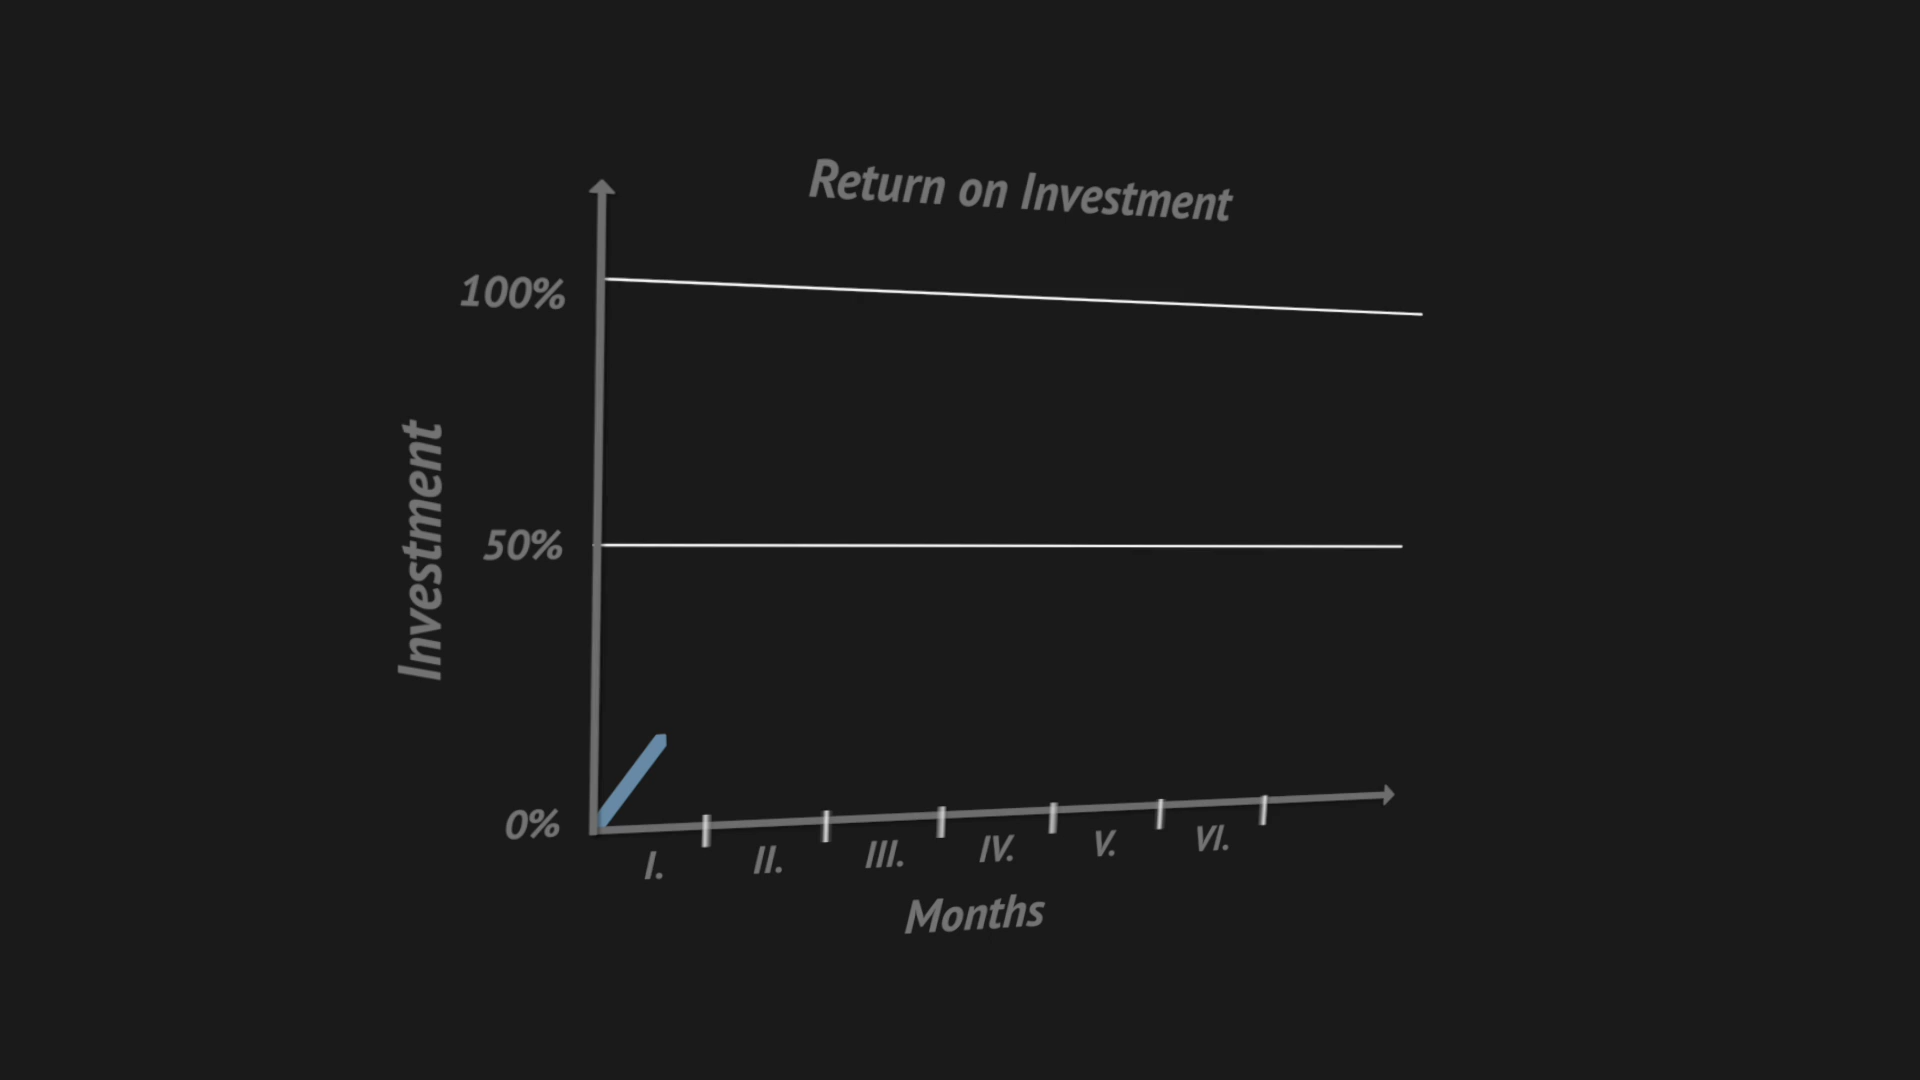 Return on Investment
100%
50%
0%
Investment
I.
II.
III.
IV.
V.
VI.
Months